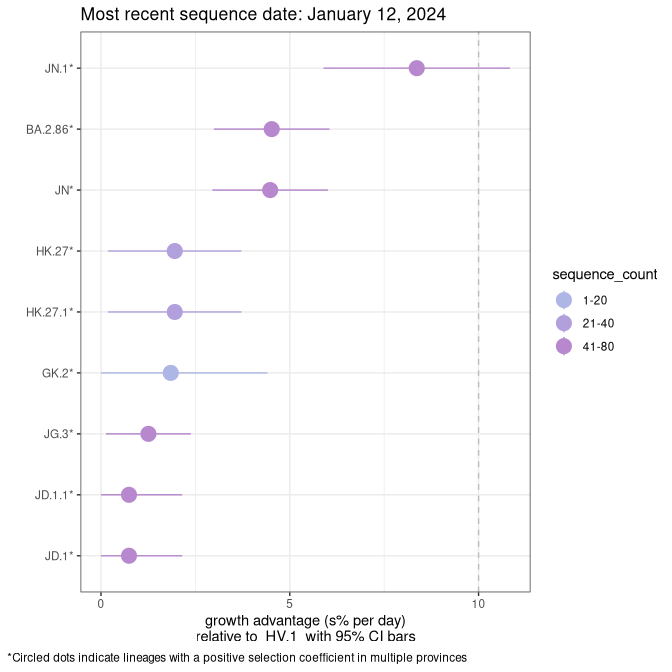 Most recent sequence date: January 12, 2024
JN.1*
BA.2.86*
JN*
HK.27*
HK.27.1*
GK.2*
JG.3*
JD.1.1*
JD.1*
0
5
10
growth advantage (s% per day)
relative to  HV.1  with 95% CI bars
sequence_count
1-20
21-40
41-80
*Circled dots indicate lineages with a positive selection coefficient in multiple provinces